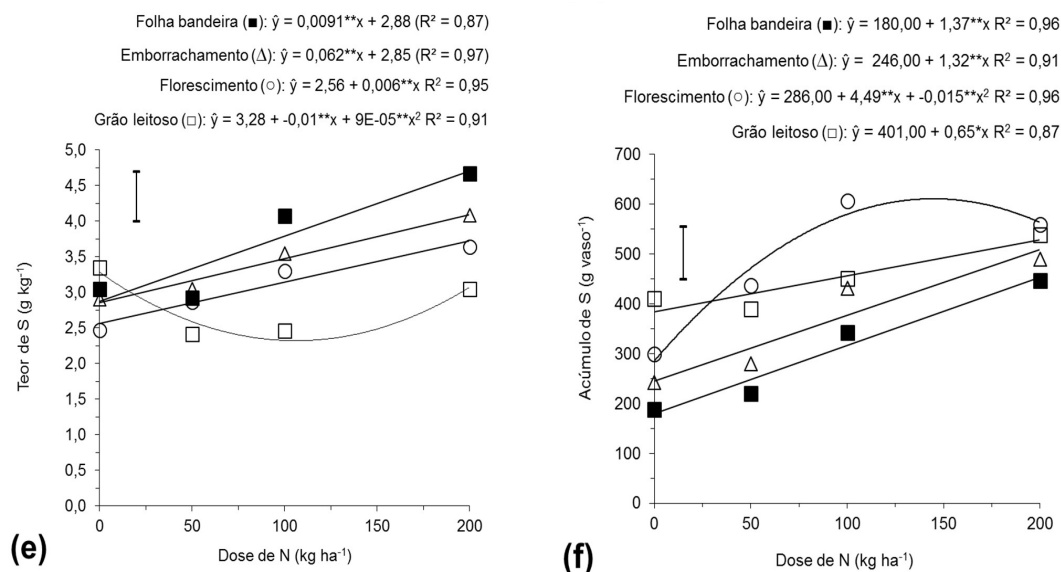 Folha bandeira (■): ŷ = 0,0091**x + 2,88 (R² = 0,87)
Emborrachamento (Δ): ŷ = 0,062**x + 2,85 (R² = 0,97)
Florescimento (○): ŷ = 2,56 + 0,006**x R² = 0,95
Grão leitoso (□): ŷ = 3,28 + -0,01**x + 9E-05**x² R² = 0,91
5,0
4,5
4,0
3,5
3,0
2,5
2,0
1,5
1,0
0,5
0,0
Teor de S (g kg⁻¹)
0 50 100 150 200
Dose de N (kg ha⁻¹)
(e)
Folha bandeira (■): ŷ = 180,00 + 1,37**x R² = 0,96
Emborrachamento (Δ): ŷ = 246,00 + 1,32**x R² = 0,91
Florescimento (○): ŷ = 286,00 + 4,49**x + -0,015**x² R² = 0,96
Grão leitoso (□): ŷ = 401,00 + 0,65*x R² = 0,87
700
600
500
400
300
200
100
0
Acúmulo de S (g vaso⁻¹)
0 50 100 150 200
Dose de N (kg ha⁻¹)
(f)